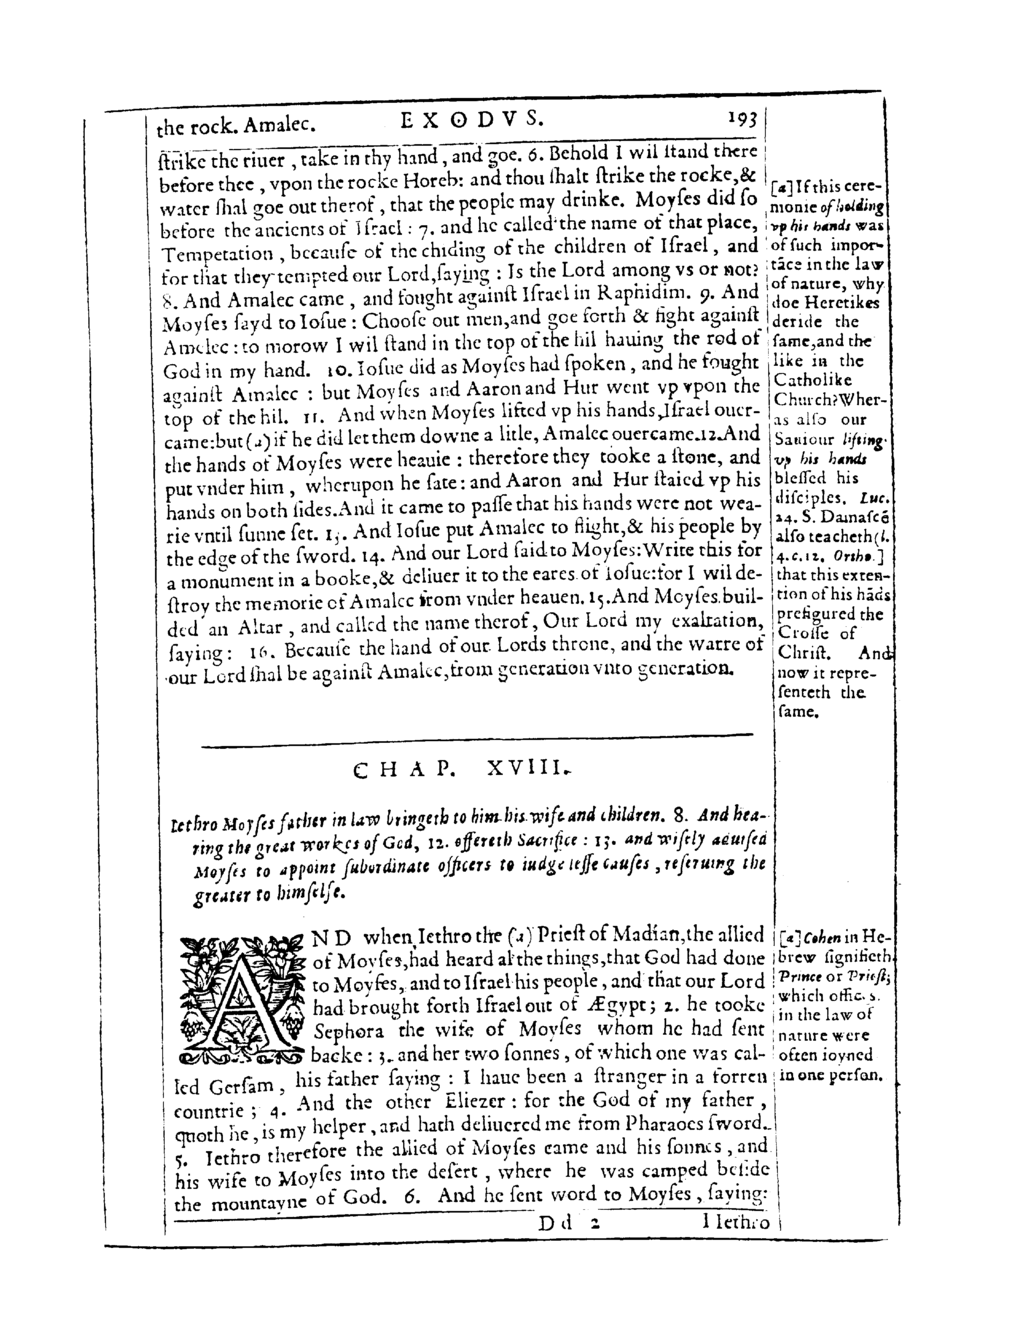 the rock. Amalec. EXODVS. 193
ſtrike the riuer, take in thy hand, and goe. 6. Behold I wil ſtand there
before thee, vpon the rocke Horeb: and thou ſhalt ſtrike the rocke, &
water ſhal goe out therof, that the people may drinke. Moyſes did ſo
before the ancients of Iſrael: 7. and he called the name of that place,
Tempetation, becauſe of the chiding of the children of Iſrael, and
for that they tempted our Lord, ſaying: Is the Lord among vs or not?
8. And Amalec came, and fought againſt Iſrael in Raphidim. 9. And
Moyſes ſayd to Ioſue: Chooſe out men, and goe forth & fight againſt
Amelec: to morow I wil ſtand in the top of the hil hauing the rod of
God in my hand. 10. Ioſue did as Moyſes had ſpoken, and he fought
againſt Amalec: but Moyſes and Aaron and Hur went vp vpon the
top of the hil. 11. And when Moyſes lifted vp his hands, Iſrael ouer-
came: but (a) if he did let them downe a litle, Amalec ouercame. 12. And
the hands of Moyſes were heauie: therefore they tooke a ſtone, and
put vnder him, wherupon he ſate: and Aaron and Hur ſtaied vp his
hands on both ſides. And it came to paſſe that his hands were not wea-
rie vntil ſunne ſet. 13. And Ioſue put Amalec to flight, & his people by
the edge of the ſword. 14. And our Lord ſaid to Moyſes: Write this for
a monument in a booke, & deliuer it to the eares of Ioſue: for I wil de-
ſtroy the memorie of Amalec from vnder heauen. 15. And Moyſes buil-
ded an Altar, and called the name therof, Our Lord my exaltation,
ſaying: 16. Becauſe the hand of our Lords throne, and the warre of
our Lord ſhal be againſt Amalec, from generation vnto generation.
[a] If this cere-
monie of holding
vp his hands was
of ſuch impor-
tāce in the law
of nature, why
doe Heretikes
deride the
ſame, and the
like in the
Catholike
Church? Wher-
as alſo our
Sauiour lifting
vp his hands
bleſſed his
diſciples. Luc.
24. S. Damaſcē
alſo teacheth (l.
4. c. 12. Ortho.]
that this exten-
tion of his hāds
prefigured the
Croſſe of
Chriſt. And
now it repre-
ſenteth the
ſame.
CHAP. XVIII.
Iethro Moyſes father in law bringeth to him his wife and children. 8. And hea-
ring the great workes of God, 12. offereth Sacrifice: 13. and wiſely aduiſed
Moyſes to appoint ſubordinate officers to iudge leſſe cauſes, reſeruing the
greater to himſelfe.
AND when Iethro the (a) Prieſt of Madian, the allied
of Moyſes, had heard al the things, that God had done
to Moyſes, and to Iſrael his people, and that our Lord
had brought forth Iſrael out of Ægypt; 2. he tooke
Sephora the wife of Moyſes whom he had ſent
backe: 3. and her two ſonnes, of which one was cal-
led Gerſam, his father ſaying: I haue been a ſtranger in a forren
countrie; 4. And the other Eliezer: for the God of my father,
quoth he, is my helper, and hath deliuered me from Pharaoes ſword.
5. Iethro therefore the allied of Moyſes came and his ſonnes, and
his wife to Moyſes into the deſert, where he was camped beſide
the mountayne of God. 6. And he ſent word to Moyſes, ſaying:
[a] Cohen in He-
brew ſignifieth
Prince or Prieſt;
which offices
in the law of
nature were
often ioyned
in one perſon.
Dd 2 I Iethro